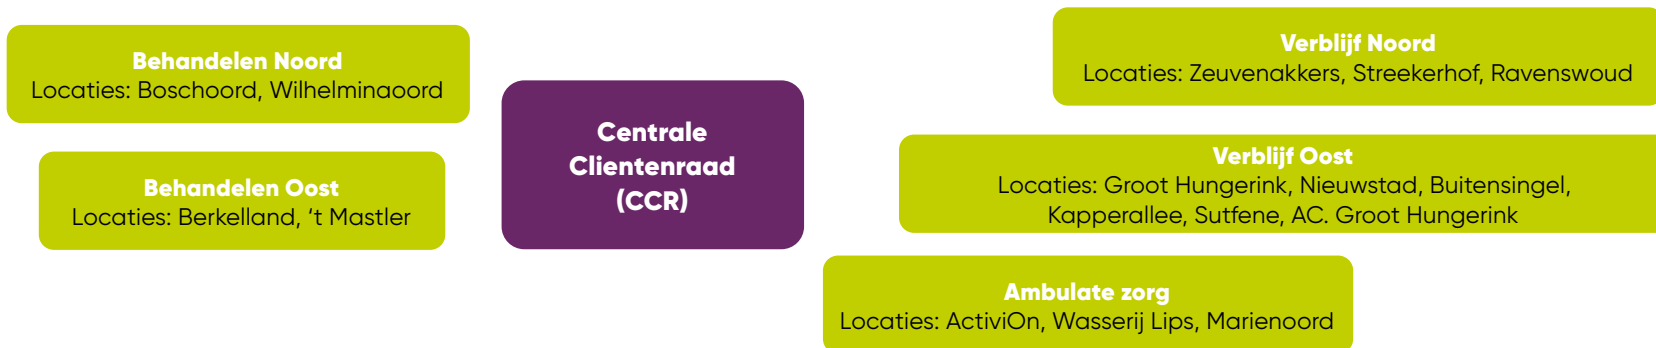 Behandelen Noord
Locaties: Boschoord, Wilhelminaoord
Behandelen Oost
Locaties: Berkelland, ‘t Mastler
Centrale
Clientenraad
(CCR)
Verblijf Noord
Locaties: Zeuvenakkers, Streekerhof, Ravenswoud
Verblijf Oost
Locaties: Groot Hungerink, Nieuwstad, Buitensingel,
Kapperallee, Sutfene, AC. Groot Hungerink
Ambulate zorg
Locaties: ActiviOn, Wasserij Lips, Marienoord